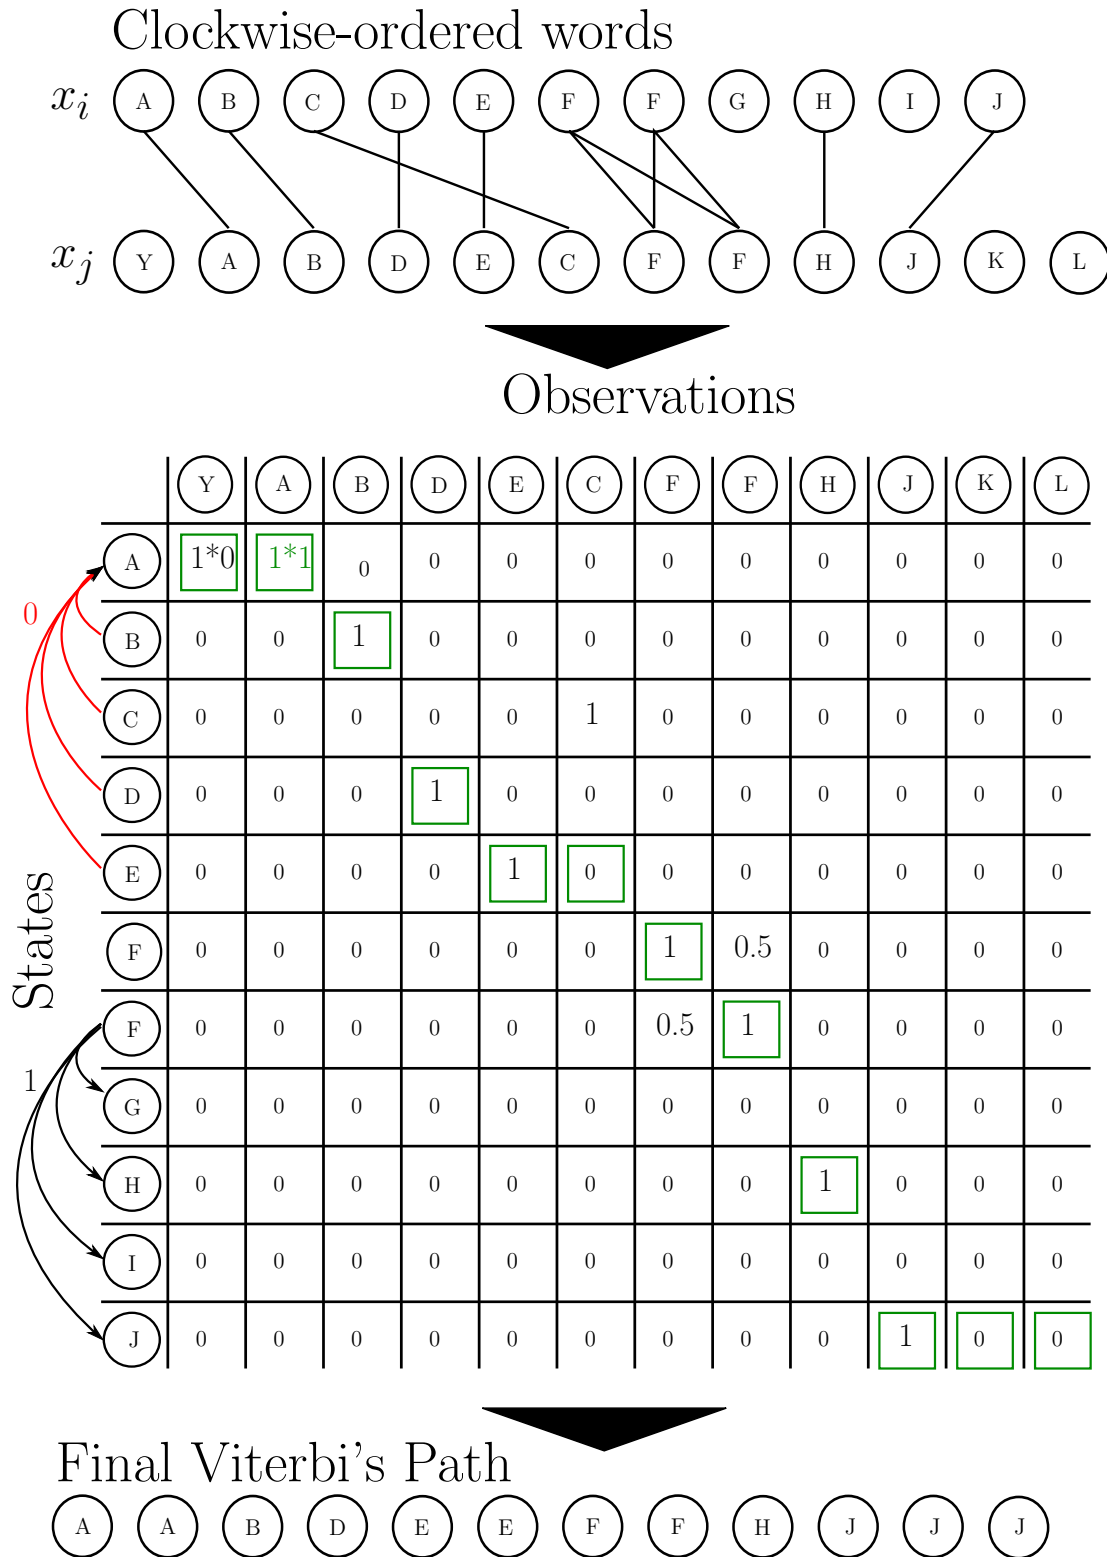 Clockwise-ordered words
x_i A B C D E F F G H I J
x_j Y A B D E C F F H J K L
Observations
Y A B D E C F F H J K L
A 1*0 1*1 0 0 0 0 0 0 0 0 0 0
0
B 0 0 1 0 0 0 0 0 0 0 0 0
C 0 0 0 0 0 1 0 0 0 0 0 0
D 0 0 0 1 0 0 0 0 0 0 0 0
E 0 0 0 0 1 0 0 0 0 0 0 0
States
F 0 0 0 0 0 0 1 0.5 0 0 0 0
F 0 0 0 0 0 0 0.5 1 0 0 0 0
1
G 0 0 0 0 0 0 0 0 0 0 0 0
H 0 0 0 0 0 0 0 0 1 0 0 0
I 0 0 0 0 0 0 0 0 0 0 0 0
J 0 0 0 0 0 0 0 0 0 1 0 0
Final Viterbi's Path
A A B D E E F F H J J J